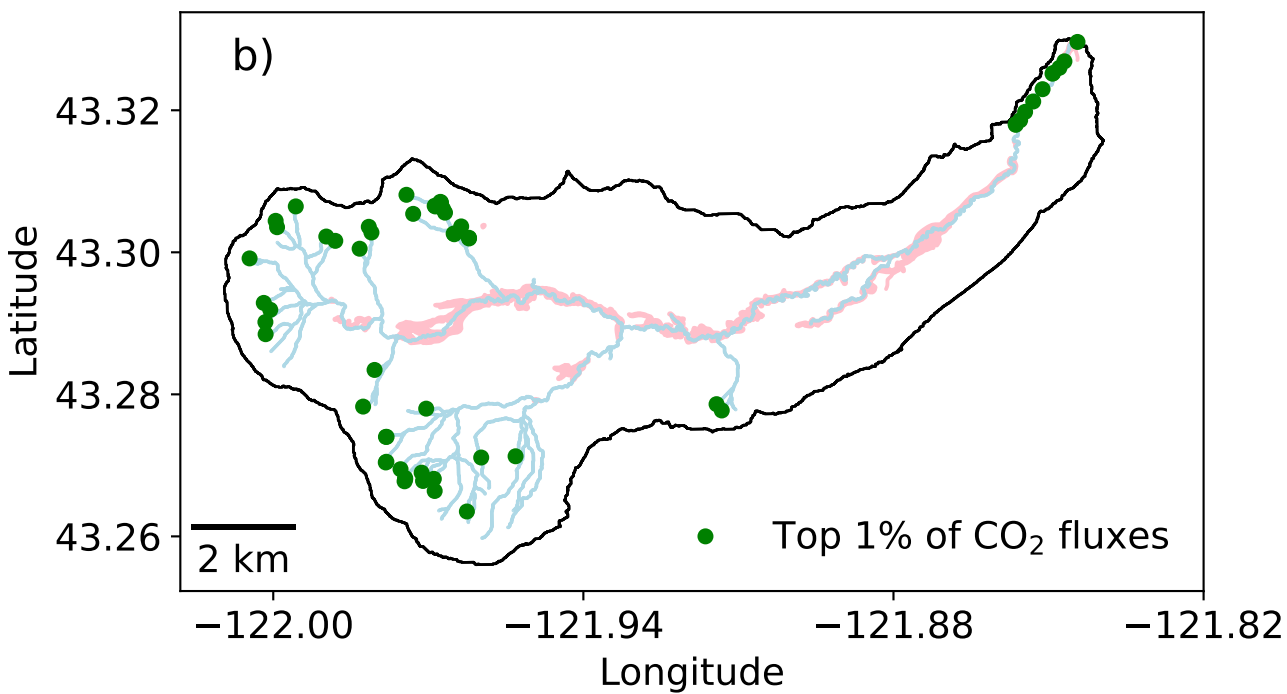 b)
43.32
43.30
43.28
43.26
Latitude
2 km
Top 1% of CO₂ fluxes
−122.00 −121.94 −121.88 −121.82
Longitude